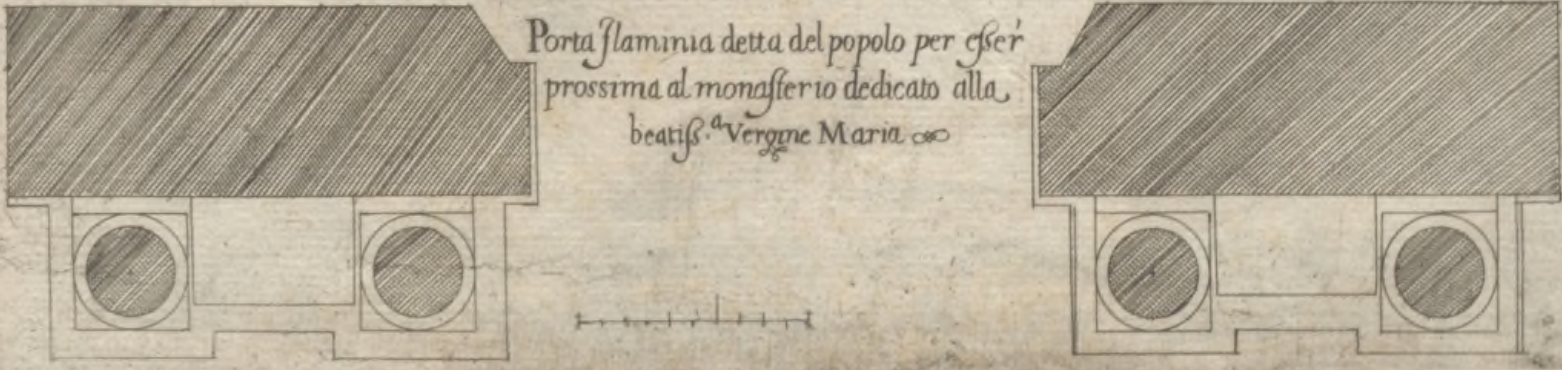 Porta flaminia detta del popolo per eſser
prossima al monaſterio dedicato alla
beatiſs.ᵃ Vergine Maria